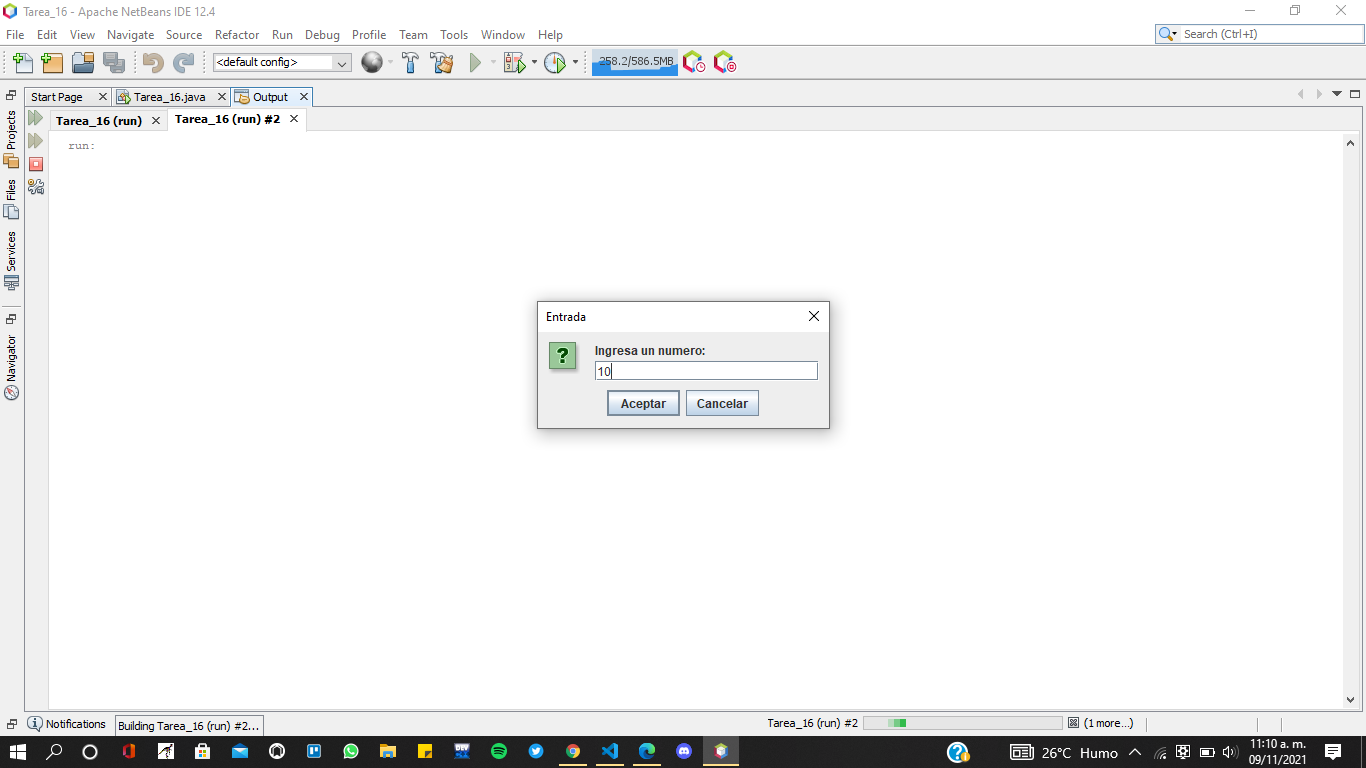 Tarea_16 - Apache NetBeans IDE 12.4
File Edit View Navigate Source Refactor Run Debug Profile Team Tools Window Help
Search (Ctrl+I)
<default config>
258.2/586.5MB
Start Page Tarea_16.java Output
Tarea_16 (run) Tarea_16 (run) #2
run:
Projects
Files
Services
Navigator
Entrada
Ingresa un numero:
10
Aceptar Cancelar
Notifications Building Tarea_16 (run) #2... Tarea_16 (run) #2 (1 more...)
26°C Humo
11:10 a. m.
09/11/2021